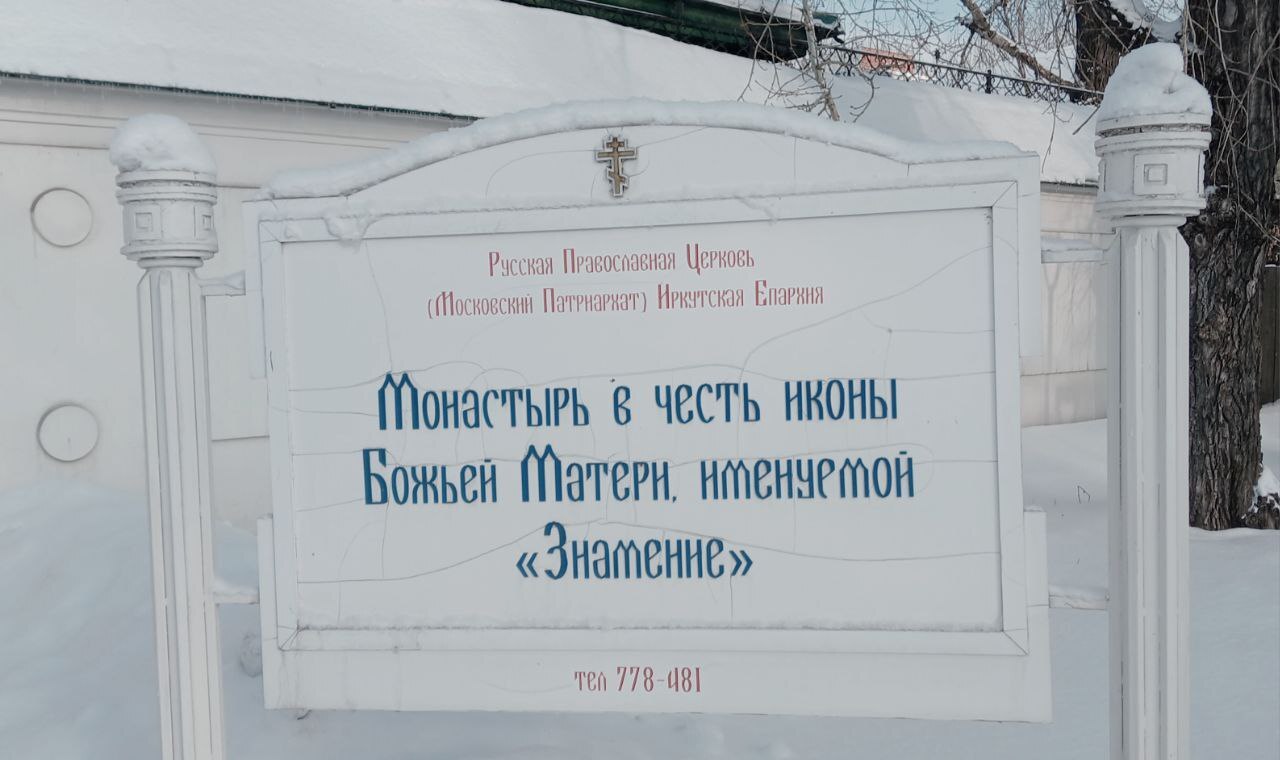 Русская Православная Церковь
(Московский Патриархат) Иркутская Епархия
Монастырь в честь иконы
Божьей Матери, именуемой
«Знамение»
тел 778-481